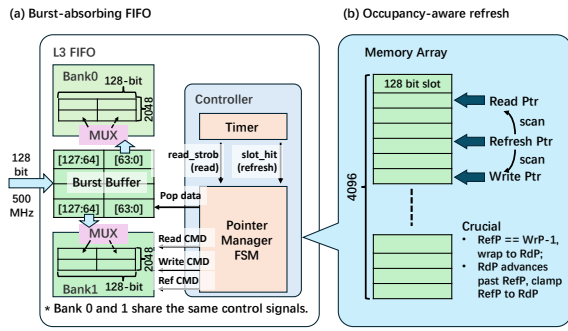 (a) Burst-absorbing FIFO
L3 FIFO
Bank0
128-bit
2048
MUX
128
bit
500
MHz
[127:64] [63:0]
Burst Buffer
[127:64] [63:0]
MUX
2048
128-bit
Bank1
Controller
Timer
read_strob
(read)
slot_hit
(refresh)
Pop data
Pointer
Manager
FSM
Read CMD
Write CMD
Ref CMD
* Bank 0 and 1 share the same control signals.
(b) Occupancy-aware refresh
Memory Array
128 bit slot
4096
Read Ptr
scan
Refresh Ptr
scan
Write Ptr
Crucial
• RefP == WrP-1,
wrap to RdP;
• RdP advances
past RefP, clamp
RefP to RdP